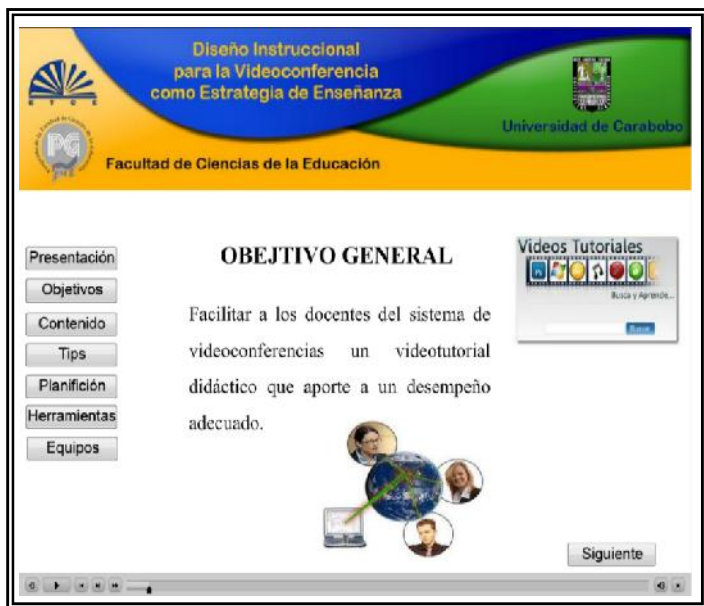 Diseño Instruccional
para la Videoconferencia
como Estrategia de Enseñanza
Universidad de Carabobo
Facultad de Ciencias de la Educación
Presentación
Objetivos
Contenido
Tips
Planifición
Herramientas
Equipos
OBEJTIVO GENERAL
Facilitar a los docentes del sistema de
videoconferencias un videotutorial
didáctico que aporte a un desempeño
adecuado.
Videos Tutoriales
Busca y Aprende...
Siguiente